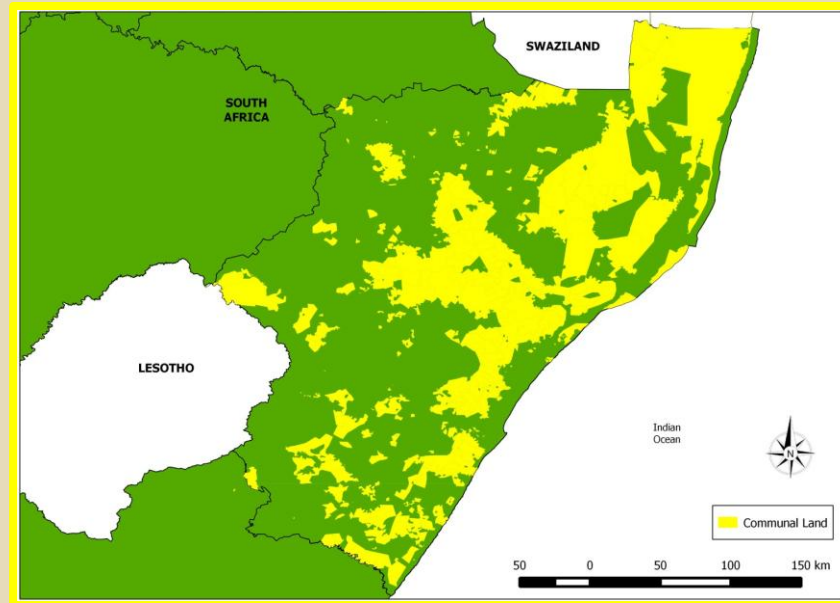 SWAZILAND
SOUTH
AFRICA
LESOTHO
Indian
Ocean
N
Communal Land
50 0 50 100 150 km